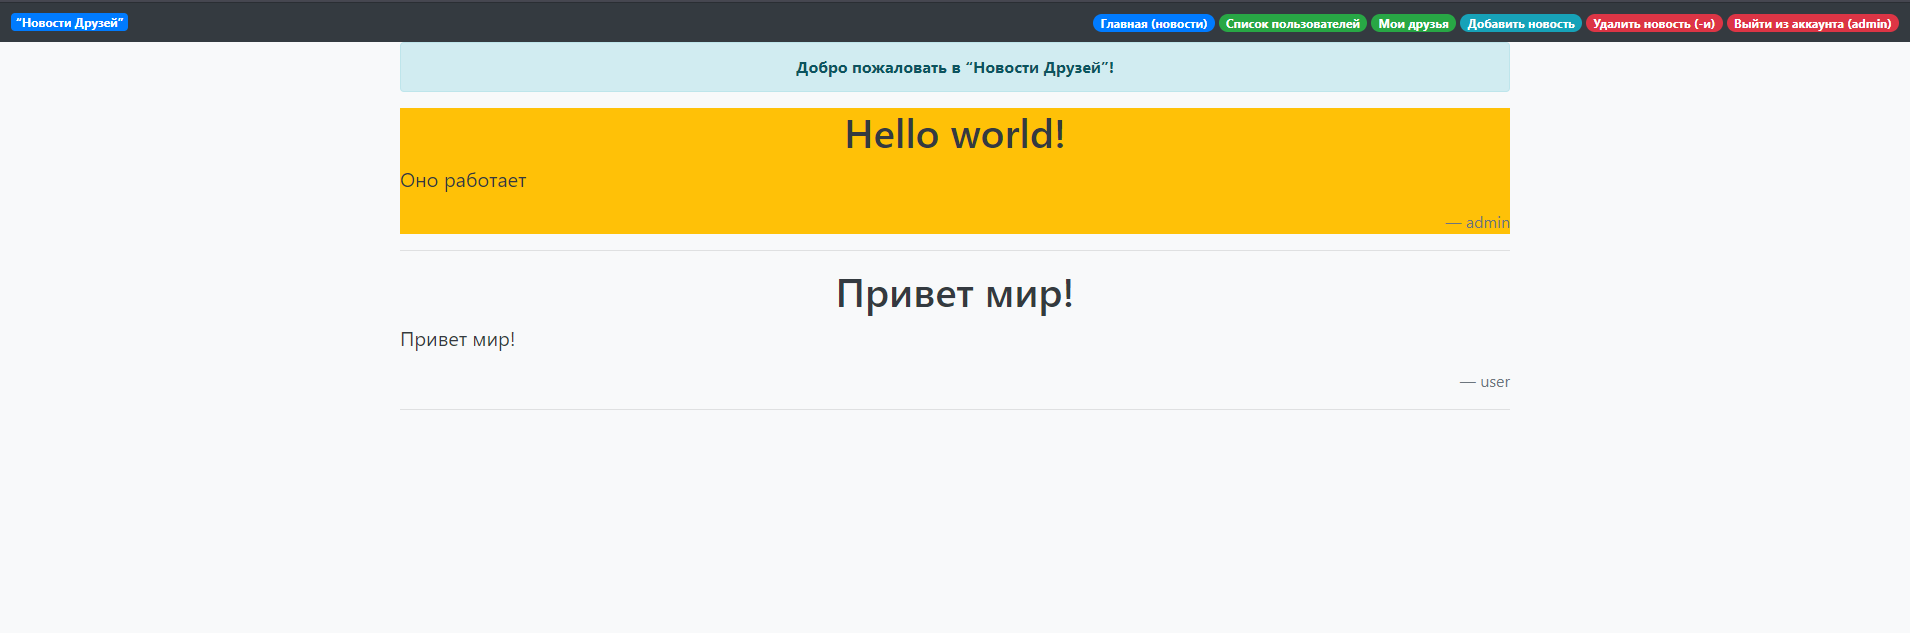 “Новости Друзей”
Главная (новости) Список пользователей Мои друзья Добавить новость Удалить новость (-и) Выйти из аккаунта (admin)
Добро пожаловать в “Новости Друзей”!
Hello world!
Оно работает
— admin
Привет мир!
Привет мир!
— user